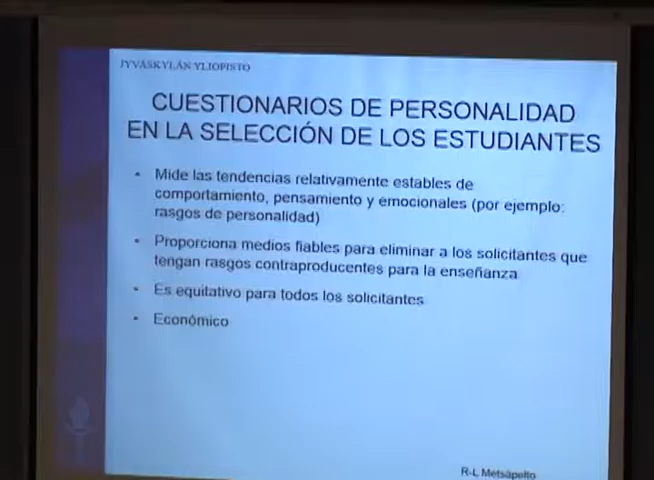 JYVÄSKYLÄN YLIOPISTO
CUESTIONARIOS DE PERSONALIDAD
EN LA SELECCIÓN DE LOS ESTUDIANTES
• Mide las tendencias relativamente estables de
comportamiento, pensamiento y emocionales (por ejemplo:
rasgos de personalidad)
• Proporciona medios fiables para eliminar a los solicitantes que
tengan rasgos contraproducentes para la enseñanza
• Es equitativo para todos los solicitantes
• Económico
R-L Metsäpelto